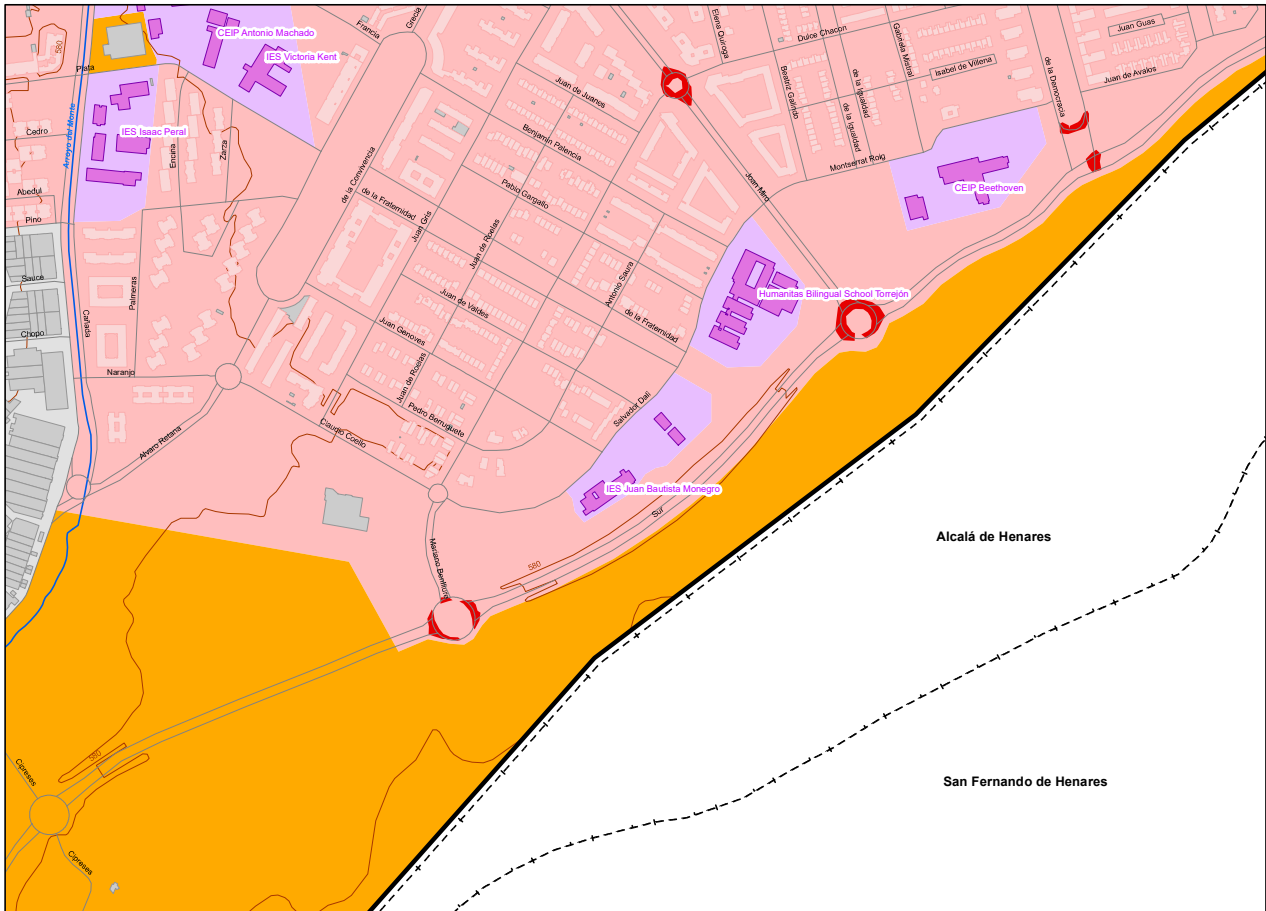 CEIP Antonio Machado
IES Victoria Kent
IES Isaac Peral
CEIP Beethoven
Humanitas Bilingual School Torrejón
IES Juan Bautista Monegro
Alcalá de Henares
San Fernando de Henares
Francia
Grecia
Elena Quiroga
Dulce Chacon
Gabriela Mistral
Juan Guas
Isabel de Villena
Juan de Avalos
de la Democracia
Beatriz Galindo
de la Igualdad
de la Igualdad
Montserrat Roig
Joan Miró
580
Plata
Arroyo del Monte
Cedro
Abedul
Pino
Sauce
Chopo
Encina
Zarza
Palmeras
Cañada
Naranjo
Alvaro Retana
de la Convivencia
Juan de Juanes
Benjamín Palencia
Pablo Gargallo
de la Fraternidad
Juan Gris
Juan de Roelas
Antonio Saura
Juan de Valdes
de la Fraternidad
Juan Genoves
Juan de Roelas
Pedro Berruguete
Claudio Coello
Salvador Dalí
Sur
580
Mariano Benlliure
580
Cipreses
Cipreses